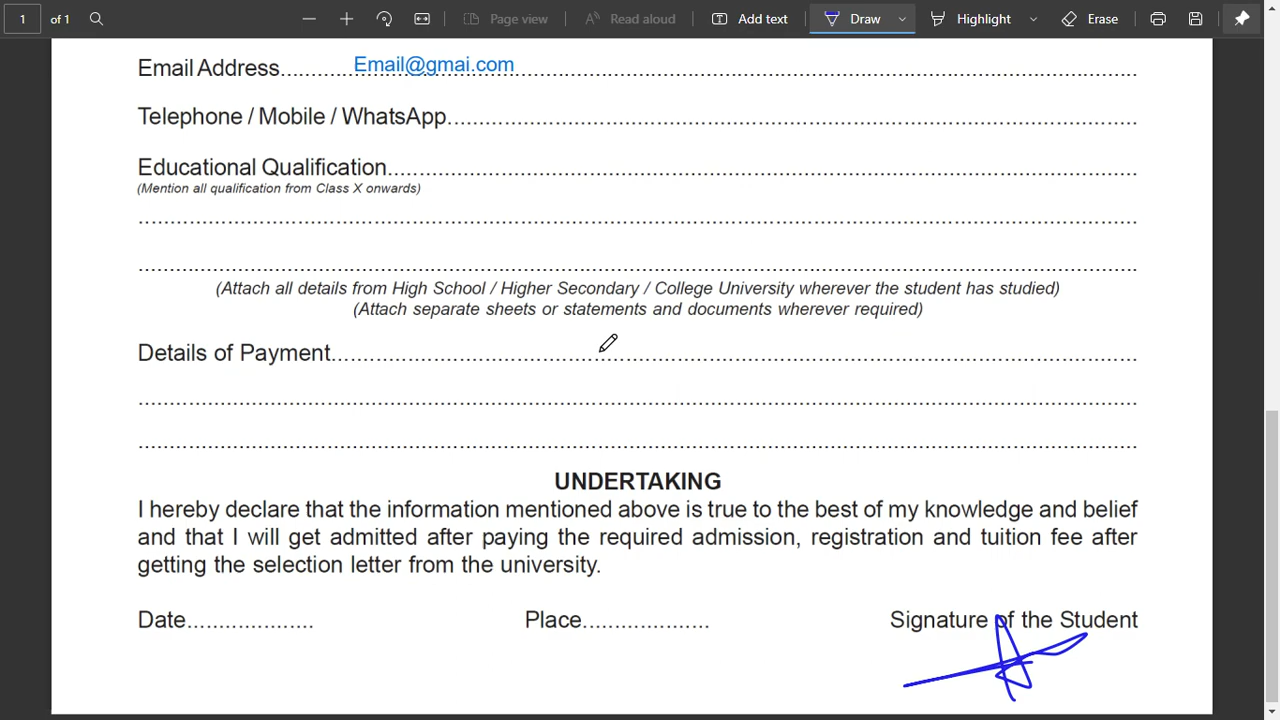 1 of 1 Page view Read aloud Add text Draw Highlight Erase
Email Address............Email@gmai.com....................................................................................................
Telephone / Mobile / WhatsApp..............................................................................................................
Educational Qualification......................................................................................................................
(Mention all qualification from Class X onwards)
(Attach all details from High School / Higher Secondary / College University wherever the student has studied)
(Attach separate sheets or statements and documents wherever required)
Details of Payment................................................................................................................................
UNDERTAKING
I hereby declare that the information mentioned above is true to the best of my knowledge and belief
and that I will get admitted after paying the required admission, registration and tuition fee after
getting the selection letter from the university.
Date.................... Place.................... Signature of the Student